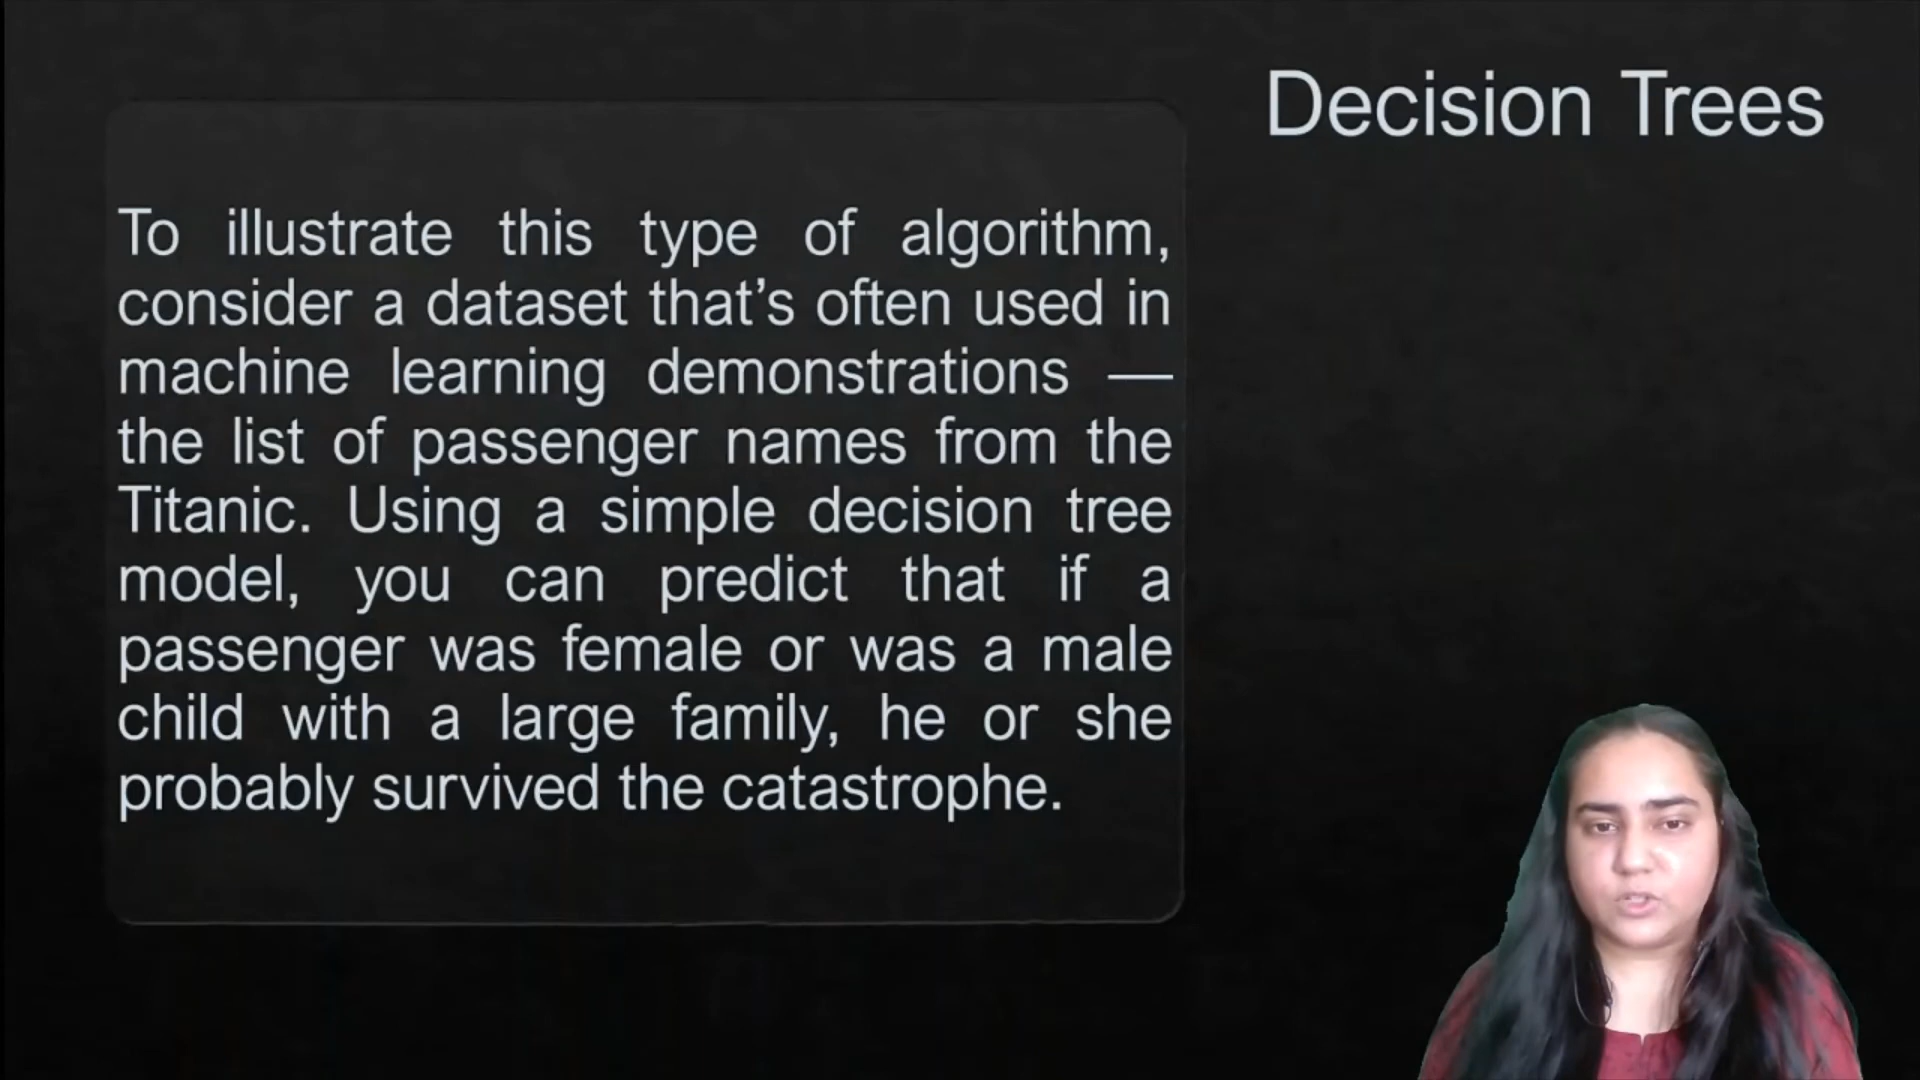 Decision Trees
To illustrate this type of algorithm,
consider a dataset that’s often used in
machine learning demonstrations —
the list of passenger names from the
Titanic. Using a simple decision tree
model, you can predict that if a
passenger was female or was a male
child with a large family, he or she
probably survived the catastrophe.